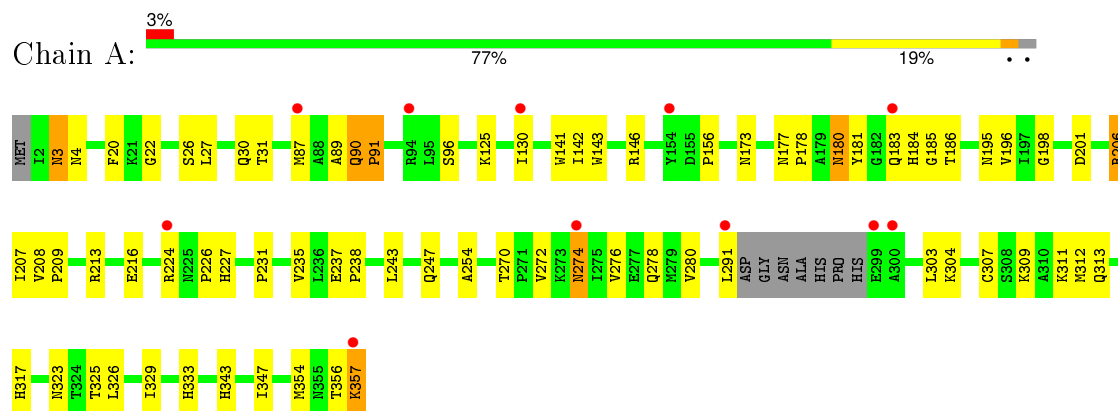 3%
Chain A:
77% 19% • •
MET I2 N3 N4 F20 K21 G22 S26 L27 Q30 T31 M87 A88 A89 Q90 P91 R94 L95 S96 K125 I130 W141 I142 W143 R146 Y154 D155 P156 N173 N177 P178 A179 N180 Y181 G182 Q183 H184 G185 T186 N195 V196 I197 G198 D201 R206
I207 V208 P209 R213 E216 R224 N225 P226 H227 P231 V235 L236 E237 P238 L243 Q247 A254 T270 P271 V272 K273 N274 I275 V276 E277 Q278 M279 V280 L291 ASP GLY ASN ALA HIS PRO HIS E299 A300 L303 K304 C307 S308 K309 A310 K311 M312 Q313
H317 N323 T324 T325 L326 I329 H333 H343 I347 M354 N355 T356 K357